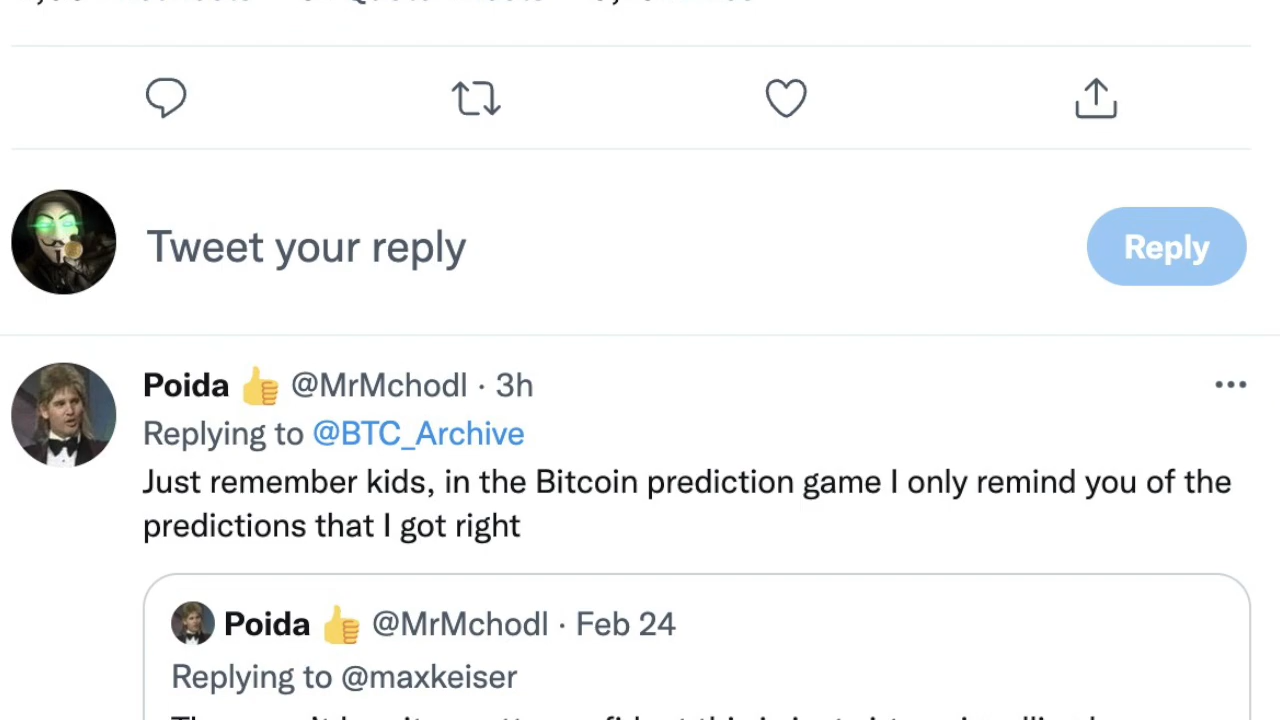 Tweet your reply
Reply
Poida 👍 @MrMchodl · 3h
Replying to @BTC_Archive
Just remember kids, in the Bitcoin prediction game I only remind you of the
predictions that I got right
Poida 👍 @MrMchodl · Feb 24
Replying to @maxkeiser